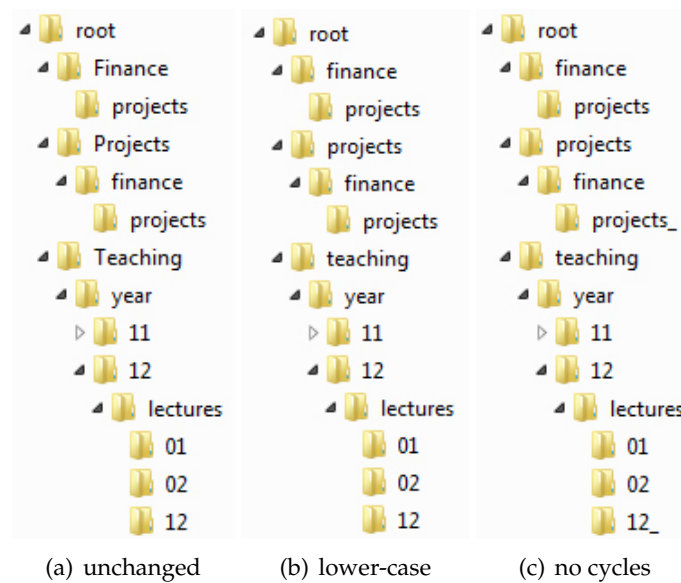 root
Finance
projects
Projects
finance
projects
Teaching
year
11
12
lectures
01
02
12
(a) unchanged
root
finance
projects
projects
finance
projects
teaching
year
11
12
lectures
01
02
12
(b) lower-case
root
finance
projects
projects
finance
projects_
teaching
year
11
12
lectures
01
02
12_
(c) no cycles